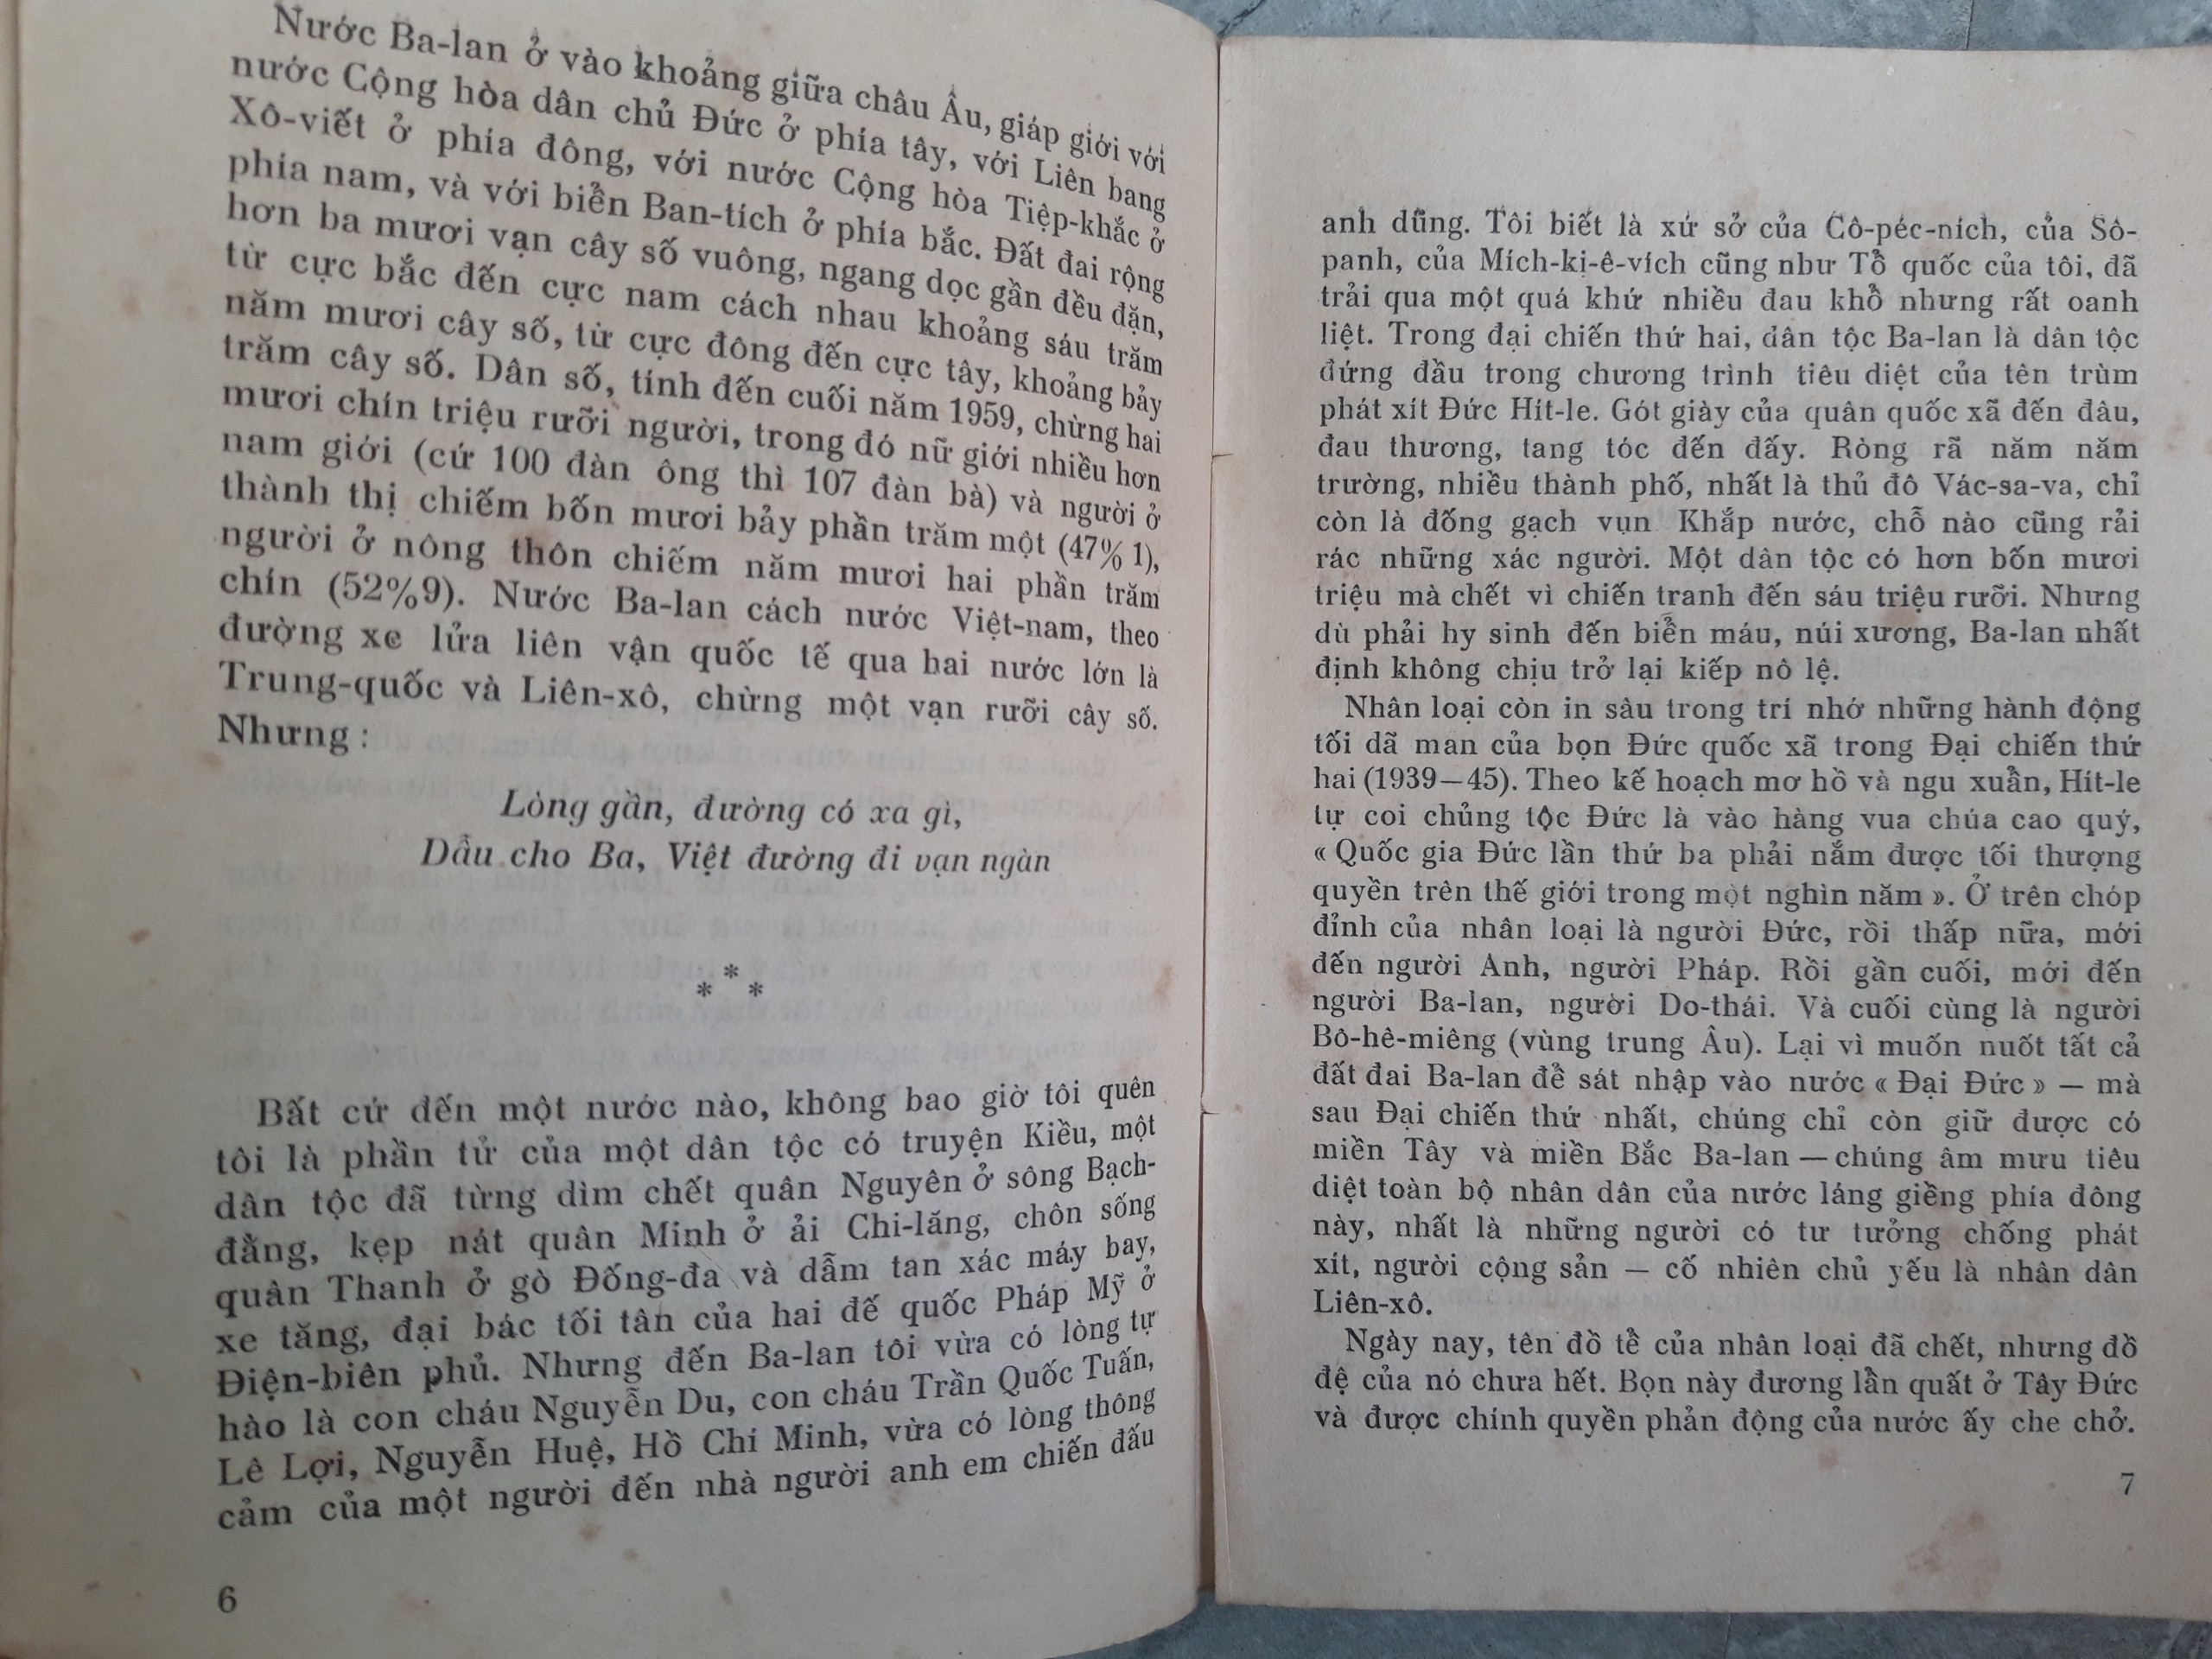 Nước Ba-lan ở vào khoảng giữa châu Âu, giáp giới với
nước Cộng hòa dân chủ Đức ở phía tây, với Liên bang
Xô-viết ở phía đông, với nước Cộng hòa Tiệp-khắc ở
phía nam, và với biển Ban-tích ở phía bắc. Đất đai rộng
hơn ba mươi vạn cây số vuông, ngang dọc gần đều đặn,
từ cực bắc đến cực nam cách nhau khoảng sáu trăm
năm mươi cây số, từ cực đông đến cực tây, khoảng bảy
trăm cây số. Dân số, tính đến cuối năm 1959, chừng hai
mươi chín triệu rưỡi người, trong đó nữ giới nhiều hơn
nam giới (cứ 100 đàn ông thì 107 đàn bà) và người ở
thành thị chiếm bốn mươi bảy phần trăm một (47% 1),
người ở nông thôn chiếm năm mươi hai phần trăm
chín (52%9). Nước Ba-lan cách nước Việt-nam, theo
đường xe lửa liên vận quốc tế qua hai nước lớn là
Trung-quốc và Liên-xô, chừng một vạn rưỡi cây số.
Nhưng :
Lòng gần, đường có xa gì,
Dẫu cho Ba, Việt đường đi vạn ngàn
*
* *
Bất cứ đến một nước nào, không bao giờ tôi quên
tôi là phần tử của một dân tộc có truyện Kiều, một
dân tộc đã từng dìm chết quân Nguyên ở sông Bạch-
đằng, kẹp nát quân Minh ở ải Chi-lăng, chôn sống
quân Thanh ở gò Đống-đa và dẫm tan xác máy bay,
xe tăng, đại bác tối tân của hai đế quốc Pháp Mỹ ở
Điện-biên phủ. Nhưng đến Ba-lan tôi vừa có lòng tự
hào là con cháu Nguyễn Du, con cháu Trần Quốc Tuấn,
Lê Lợi, Nguyễn Huệ, Hồ Chí Minh, vừa có lòng thông
cảm của một người đến nhà người anh em chiến đấu
6
anh dũng. Tôi biết là xứ sở của Cô-péc-ních, của Sô-
panh, của Mích-kị-ê-vích cũng như Tổ quốc của tôi, đã
trải qua một quá khứ nhiều đau khổ nhưng rất oanh
liệt. Trong đại chiến thứ hai, dân tộc Ba-lan là dân tộc
đứng đầu trong chương trình tiêu diệt của tên trùm
phát xít Đức Hít-le. Gót giày của quân quốc xã đến đâu,
đau thương, tang tóc đến đấy. Ròng rã năm năm
trường, nhiều thành phố, nhất là thủ đô Vác-sa-va, chỉ
còn là đống gạch vụn Khắp nước, chỗ nào cũng rải
rác những xác người. Một dân tộc có hơn bốn mươi
triệu mà chết vì chiến tranh đến sáu triệu rưỡi. Nhưng
dù phải hy sinh đến biển máu, núi xương, Ba-lan nhất
định không chịu trở lại kiếp nô lệ.
Nhân loại còn in sâu trong trí nhớ những hành động
tối dã man của bọn Đức quốc xã trong Đại chiến thứ
hai (1939—45). Theo kế hoạch mơ hồ và ngu xuẩn, Hít-le
tự coi chủng tộc Đức là vào hàng vua chúa cao quý,
« Quốc gia Đức lần thứ ba phải nắm được tối thượng
quyền trên thế giới trong một nghìn năm ». Ở trên chóp
đỉnh của nhân loại là người Đức, rồi thấp nữa, mới
đến người Anh, người Pháp. Rồi gần cuối, mới đến
người Ba-lan, người Do-thái. Và cuối cùng là người
Bô-hê-miêng (vùng trung Âu). Lại vì muốn nuốt tất cả
đất đai Ba-lan để sát nhập vào nước « Đại Đức » — mà
sau Đại chiến thứ nhất, chúng chỉ còn giữ được có
miền Tây và miền Bắc Ba-lan — chúng âm mưu tiêu
diệt toàn bộ nhân dân của nước láng giềng phía đông
này, nhất là những người có tư tưởng chống phát
xít, người cộng sản — cố nhiên chủ yếu là nhân dân
Liên-xô.
Ngày nay, tên đồ tể của nhân loại đã chết, nhưng đồ
đệ của nó chưa hết. Bọn này đương lẩn quất ở Tây Đức
và được chính quyền phản động của nước ấy che chở.
7